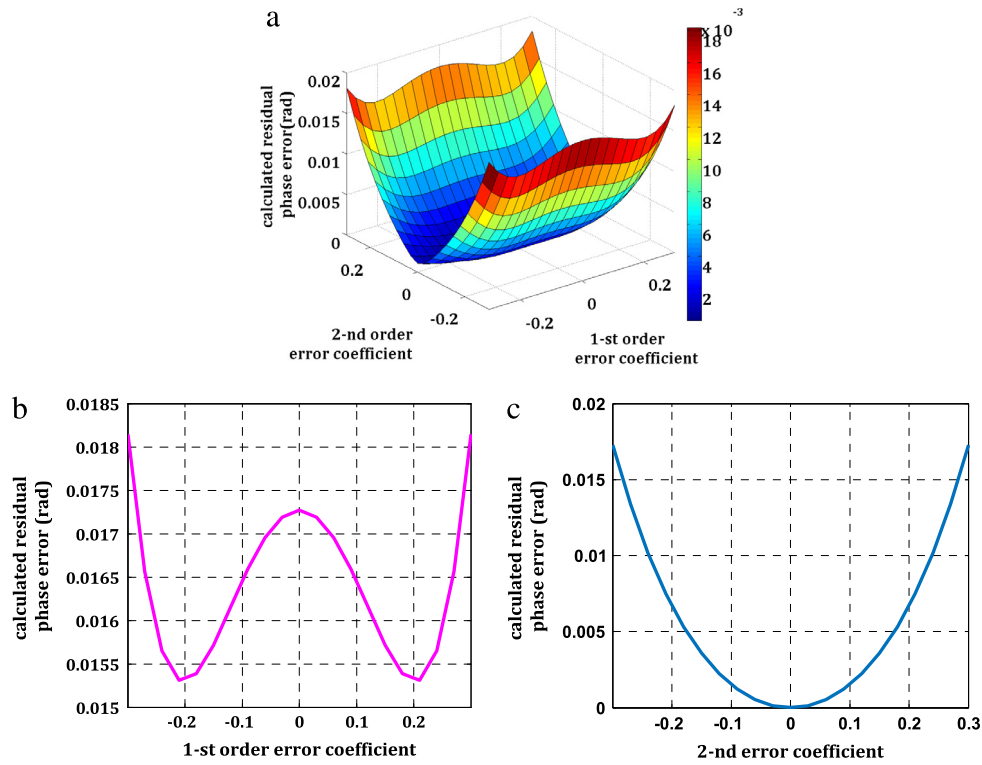 a
calculated residual
phase error(rad)
0.02
0.015
0.01
0.005
0
0.2
0
-0.2
2-nd order
error coefficient
-0.2
0
0.2
1-st order
error coefficient
x 10
-3
18
16
14
12
10
8
6
4
2
b
calculated residual
phase error (rad)
0.0185
0.018
0.0175
0.017
0.0165
0.016
0.0155
0.015
-0.2
-0.1
0
0.1
0.2
1-st order error coefficient
c
calculated residual
phase error (rad)
0.02
0.015
0.01
0.005
0
-0.2
-0.1
0
0.1
0.2
0.3
2-nd error coefficient